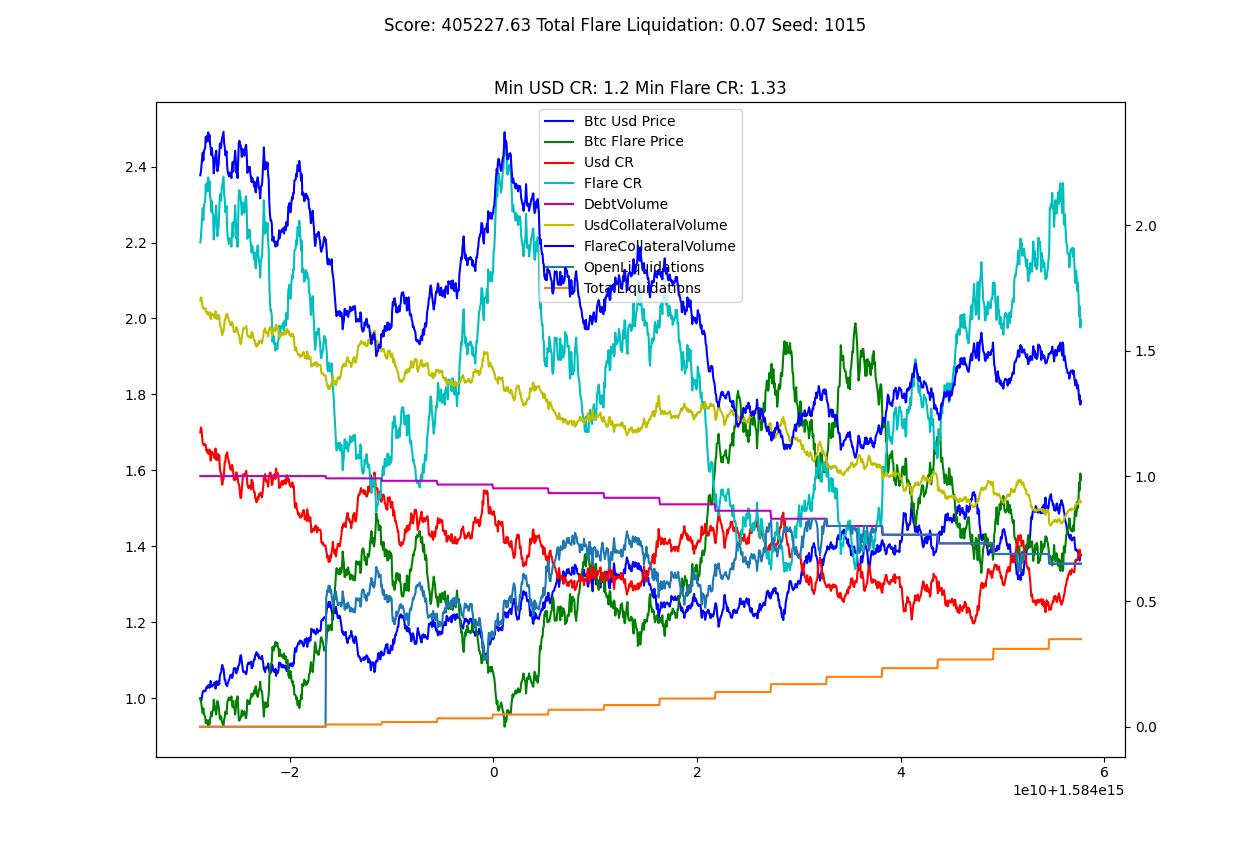 Score: 405227.63 Total Flare Liquidation: 0.07 Seed: 1015
Min USD CR: 1.2 Min Flare CR: 1.33
Btc Usd Price
Btc Flare Price
Usd CR
Flare CR
DebtVolume
UsdCollateralVolume
FlareCollateralVolume
OpenLiquidations
TotalLiquidations
2.4
2.2
2.0
1.8
1.6
1.4
1.2
1.0
2.0
1.5
1.0
0.5
0.0
−2
0
2
4
6
1e10+1.584e15